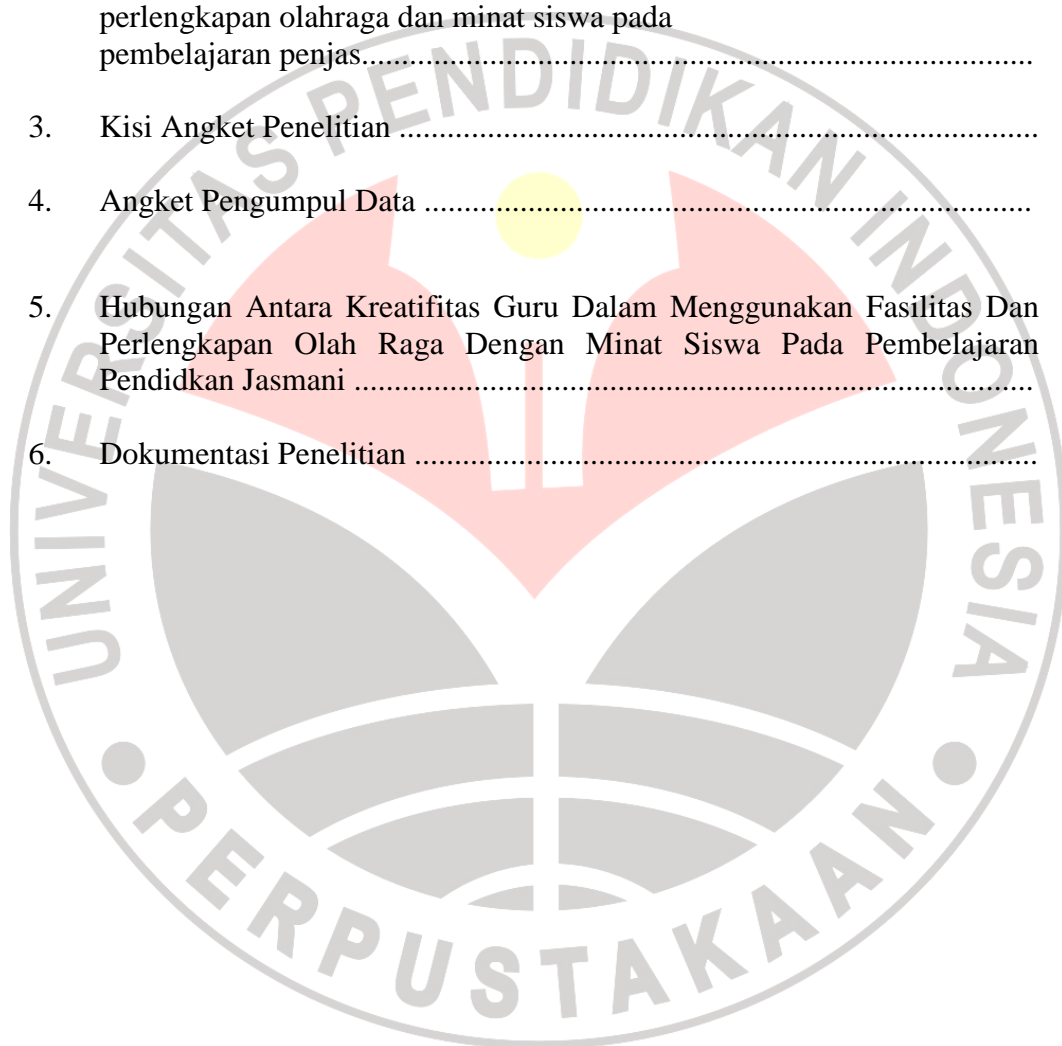 perlengkapan olahraga dan minat siswa pada
pembelajaran penjas....................................................................................
3. Kisi Angket Penelitian ................................................................................
4. Angket Pengumpul Data ............................................................................
5. Hubungan Antara Kreatifitas Guru Dalam Menggunakan Fasilitas Dan
Perlengkapan Olah Raga Dengan Minat Siswa Pada Pembelajaran
Pendidkan Jasmani .....................................................................................
6. Dokumentasi Penelitian ..............................................................................
UNIVERSITAS PENDIDIKAN INDONESIA
PERPUSTAKAAN